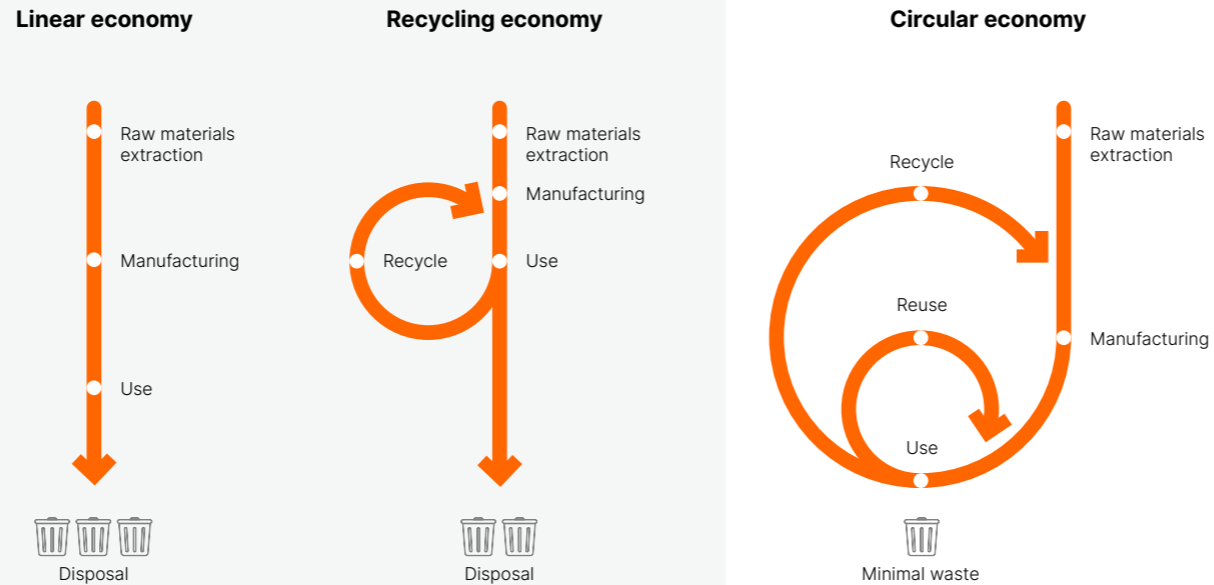 Linear economy
Raw materials
extraction
Manufacturing
Use
Disposal
Recycling economy
Raw materials
extraction
Manufacturing
Recycle
Use
Disposal
Circular economy
Raw materials
extraction
Recycle
Reuse
Manufacturing
Use
Minimal waste